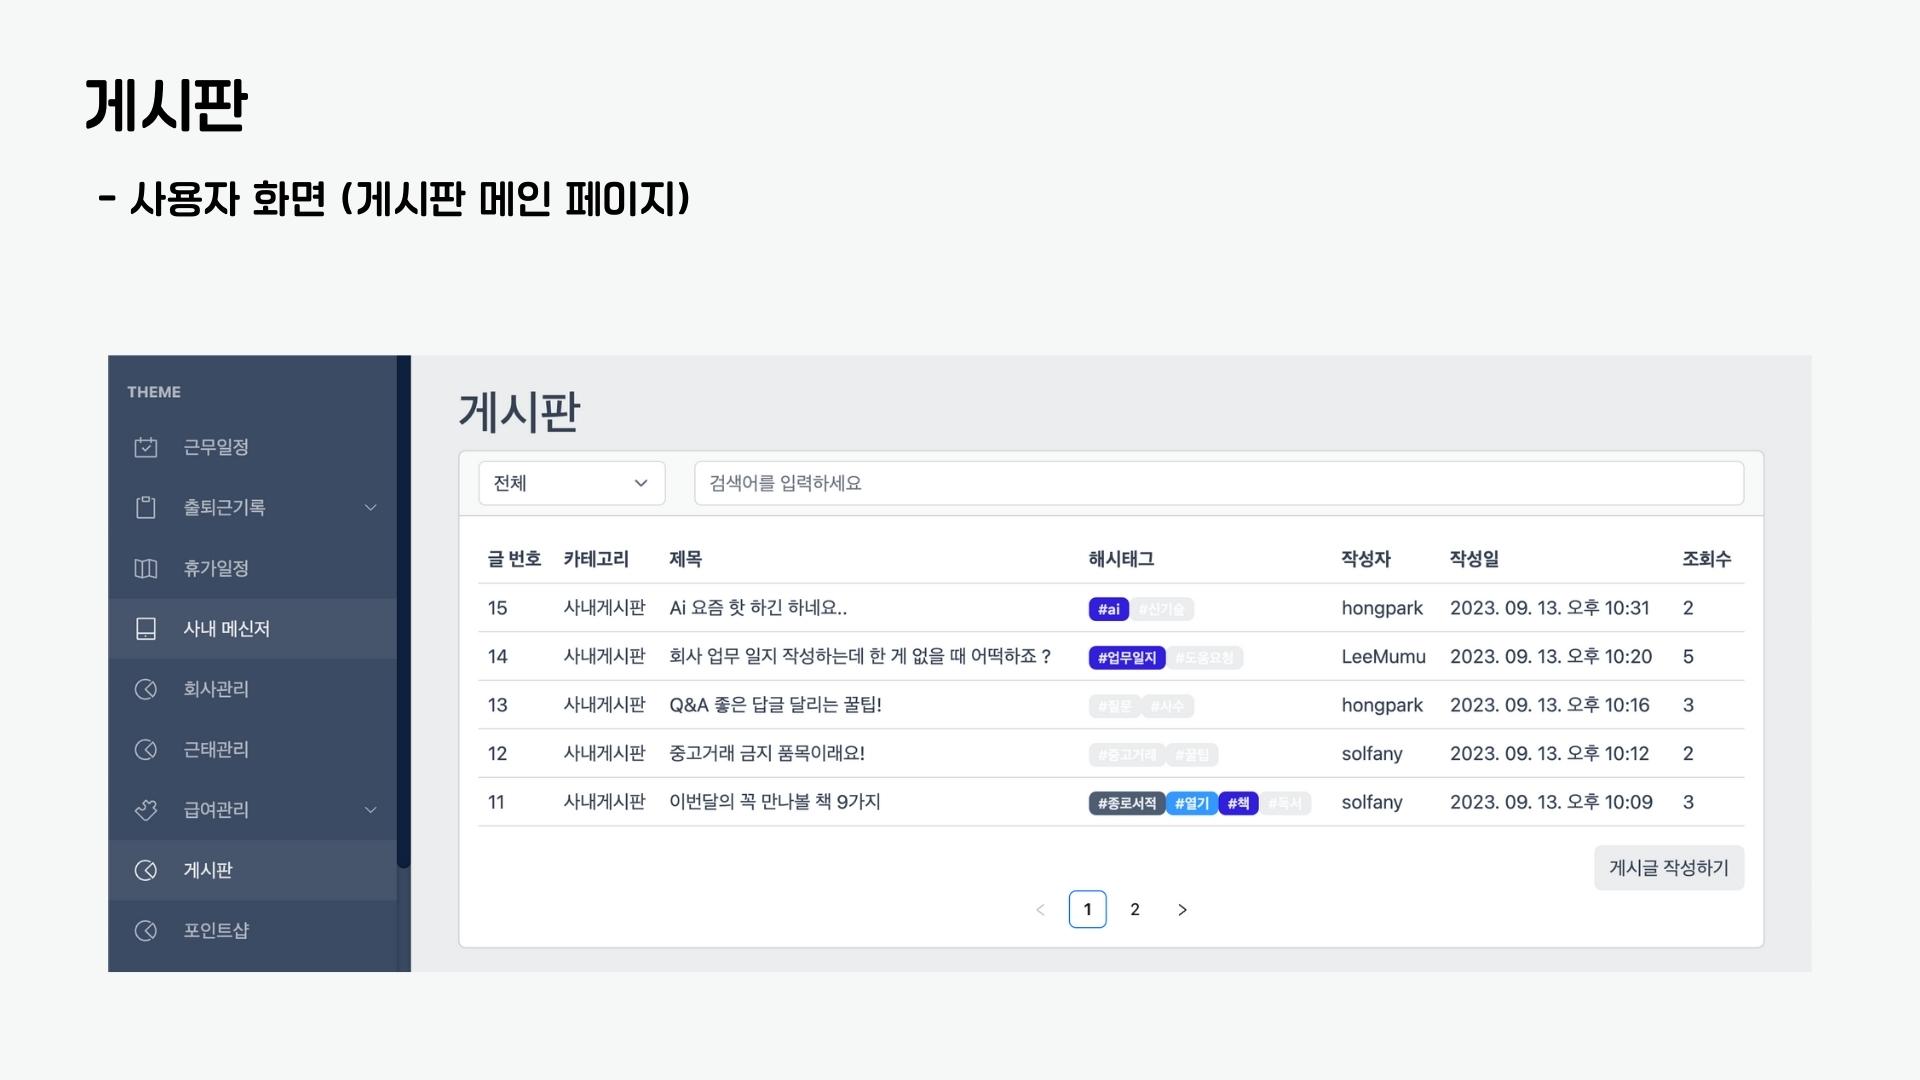 게시판
- 사용자 화면 (게시판 메인 페이지)
THEME
근무일정
출퇴근기록
휴가일정
사내 메신저
회사관리
근태관리
급여관리
게시판
포인트샵
게시판
전체 검색어를 입력하세요
글 번호 카테고리 제목 해시태그 작성자 작성일 조회수
15 사내게시판 Ai 요즘 핫 하긴 하네요.. #ai #신기술 hongpark 2023. 09. 13. 오후 10:31 2
14 사내게시판 회사 업무 일지 작성하는데 한 게 없을 때 어떡하죠 ? #업무일지 #도움요청 LeeMumu 2023. 09. 13. 오후 10:20 5
13 사내게시판 Q&A 좋은 답글 달리는 꿀팁! #질문 #사수 hongpark 2023. 09. 13. 오후 10:16 3
12 사내게시판 중고거래 금지 품목이래요! #중고거래 #꿀팁 solfany 2023. 09. 13. 오후 10:12 2
11 사내게시판 이번달의 꼭 만나볼 책 9가지 #종로서적 #열기 #책 #독서 solfany 2023. 09. 13. 오후 10:09 3
게시글 작성하기
< 1 2 >